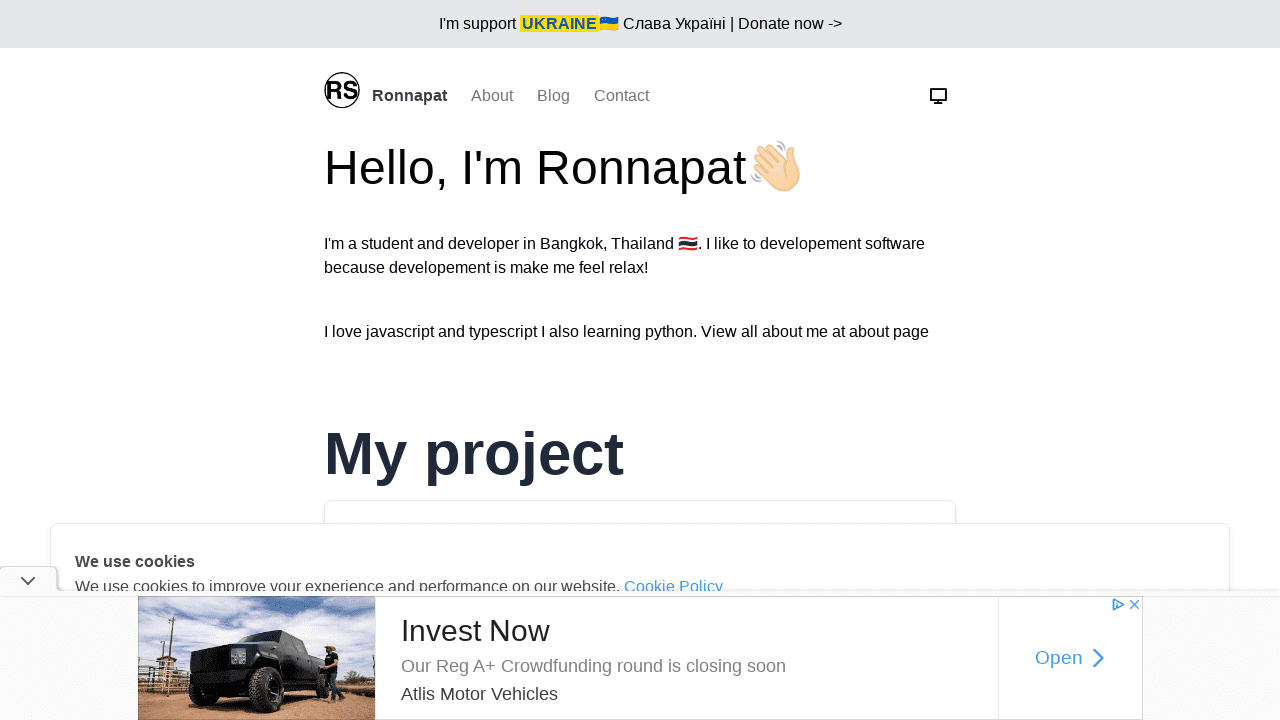 I'm support UKRAINE🇺🇦 Слава Україні | Donate now ->
RS Ronnapat About Blog Contact
Hello, I'm Ronnapat👋🏻
I'm a student and developer in Bangkok, Thailand 🇹🇭. I like to developement software
because developement is make me feel relax!
I love javascript and typescript I also learning python. View all about me at about page
My project
We use cookies
We use cookies to improve your experience and performance on our website. Cookie Policy
Invest Now
Our Reg A+ Crowdfunding round is closing soon
Atlis Motor Vehicles
Open